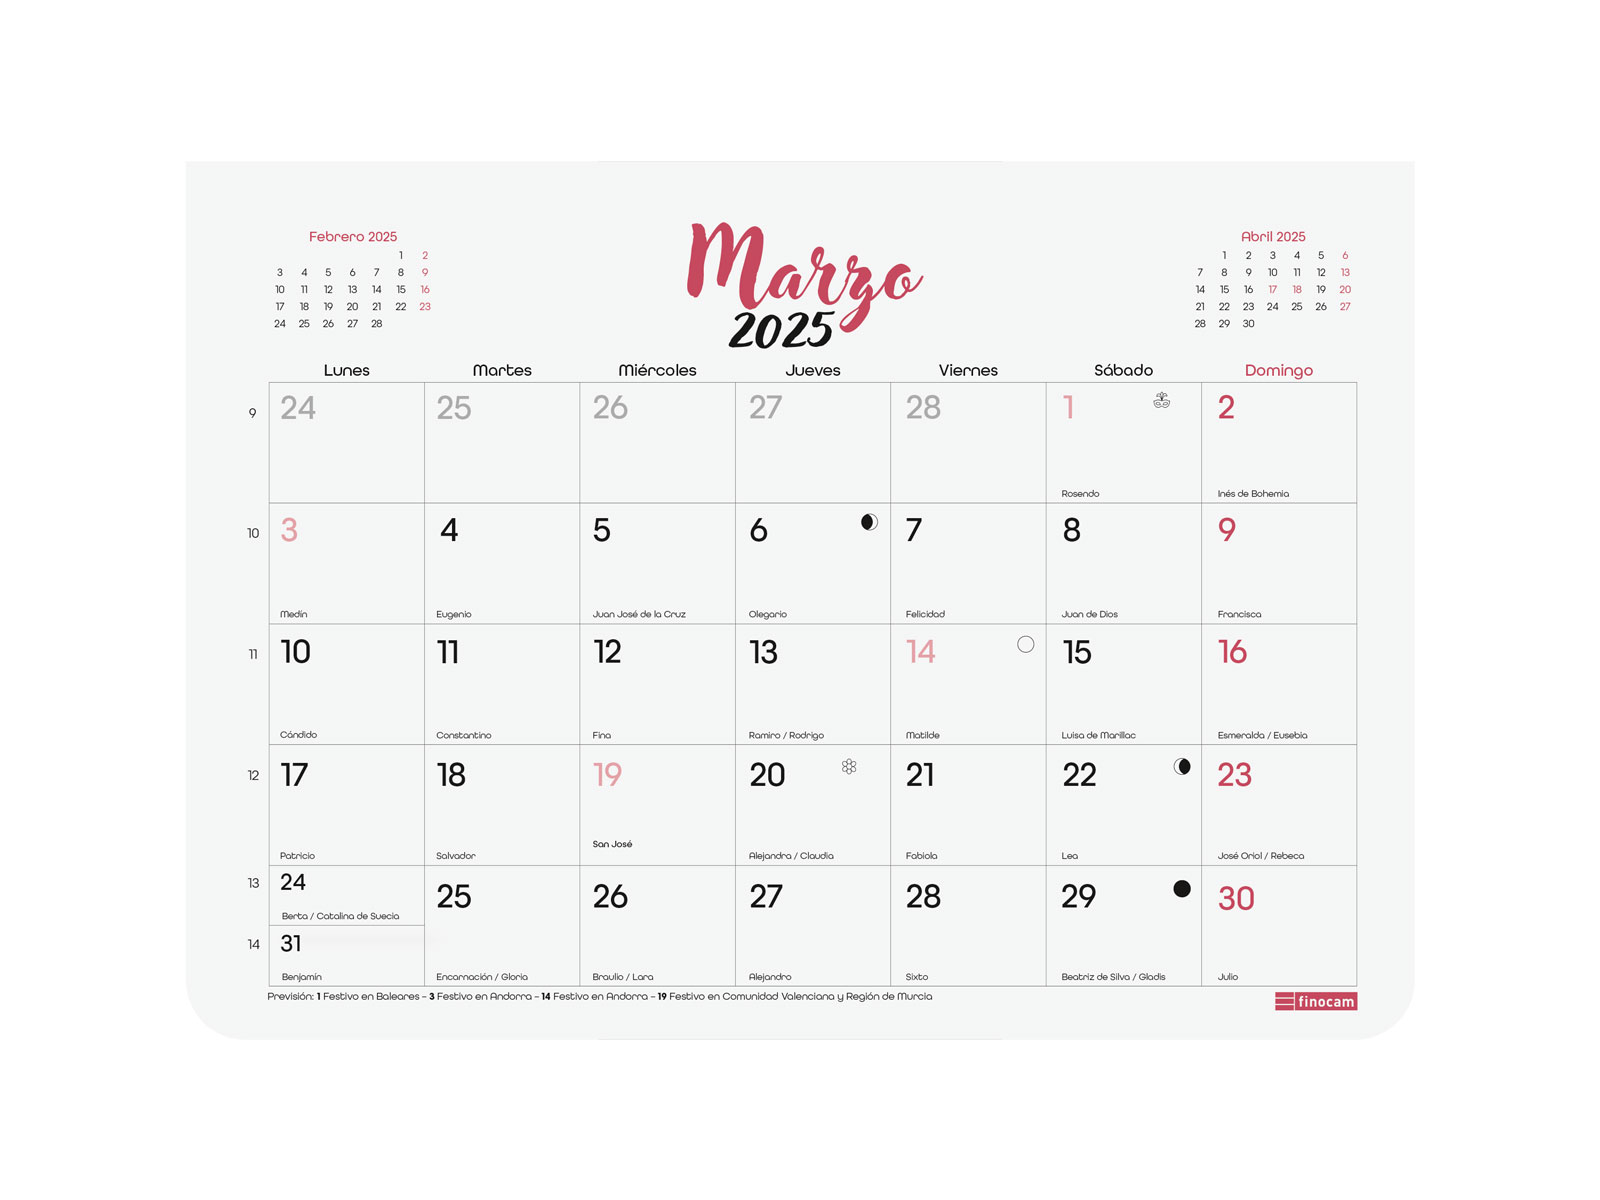 Febrero 2025
1 2
3 4 5 6 7 8 9
10 11 12 13 14 15 16
17 18 19 20 21 22 23
24 25 26 27 28
Marzo
2025
Abril 2025
1 2 3 4 5 6
7 8 9 10 11 12 13
14 15 16 17 18 19 20
21 22 23 24 25 26 27
28 29 30
Lunes Martes Miércoles Jueves Viernes Sábado Domingo
9 24 25 26 27 28 1 2
Rosendo Inés de Bohemia
10 3 4 5 6 7 8 9
Medín Eugenio Juan José de la Cruz Olegario Felicidad Juan de Dios Francisca
11 10 11 12 13 14 15 16
Cándido Constantino Fina Ramiro / Rodrigo Matilde Luisa de Marillac Esmeralda / Eusebia
12 17 18 19 20 21 22 23
San José
Patricio Salvador Alejandra / Claudia Fabiola Lea José Oriol / Rebeca
13 24 25 26 27 28 29 30
Berta / Catalina de Suecia
14 31
Benjamín Encarnación / Gloria Braulio / Lara Alejandro Sixto Beatriz de Silva / Gladis Julio
Previsión: 1 Festivo en Baleares – 3 Festivo en Andorra – 14 Festivo en Andorra – 19 Festivo en Comunidad Valenciana y Región de Murcia
finocam